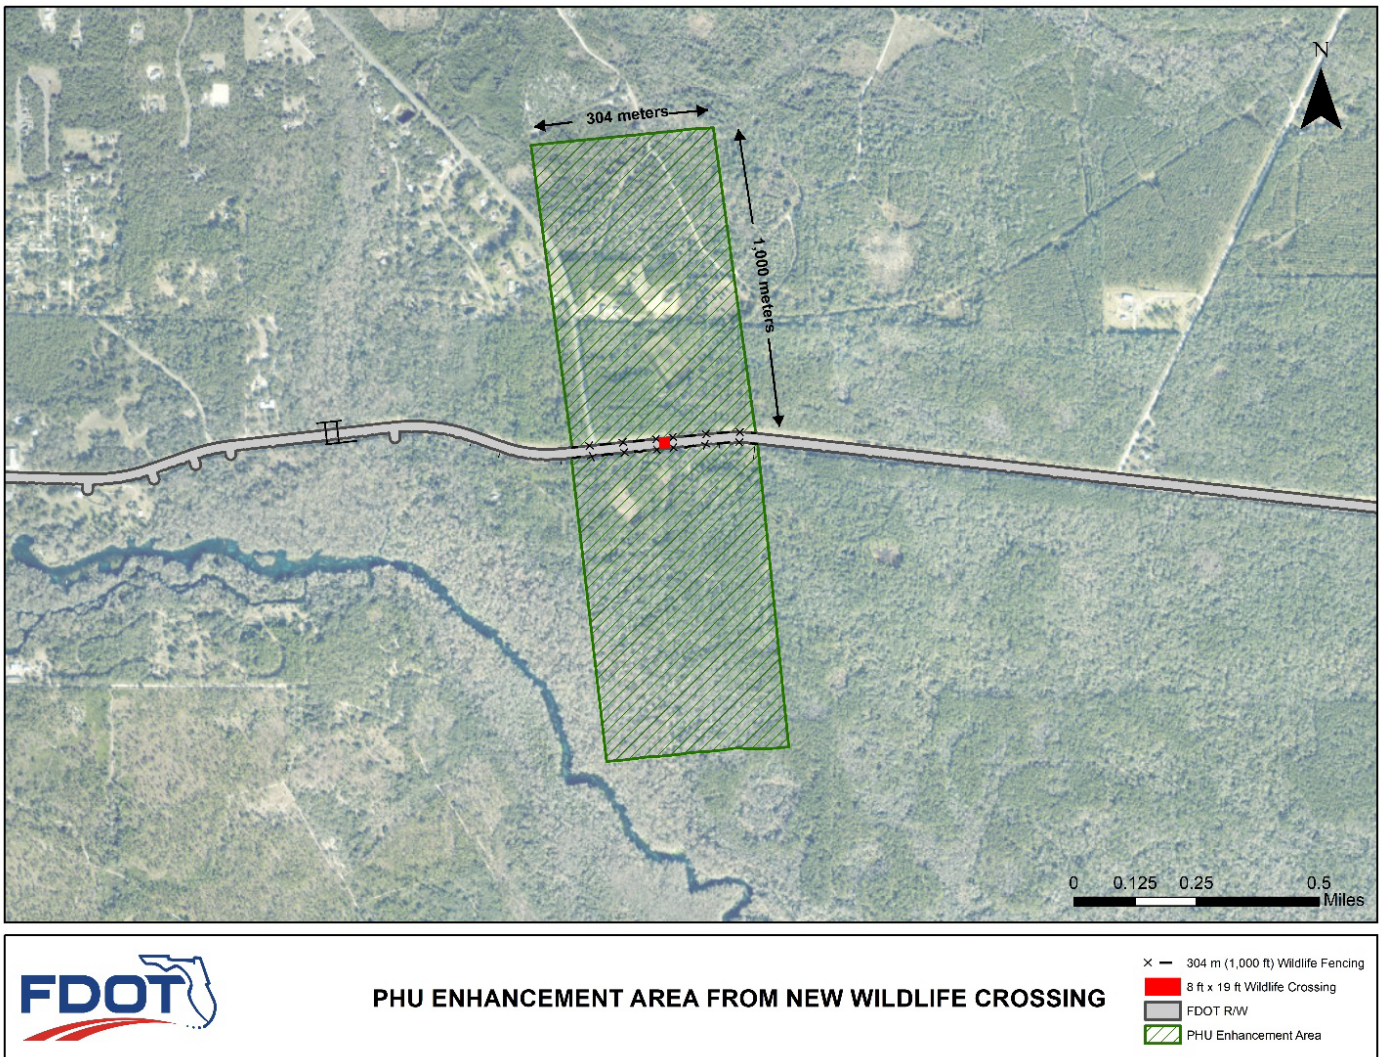 N
304 meters
1,000 meters
0 0.125 0.25 0.5
Miles
FDOT
PHU ENHANCEMENT AREA FROM NEW WILDLIFE CROSSING
304 m (1,000 ft) Wildlife Fencing
8 ft x 19 ft Wildlife Crossing
FDOT R/W
PHU Enhancement Area